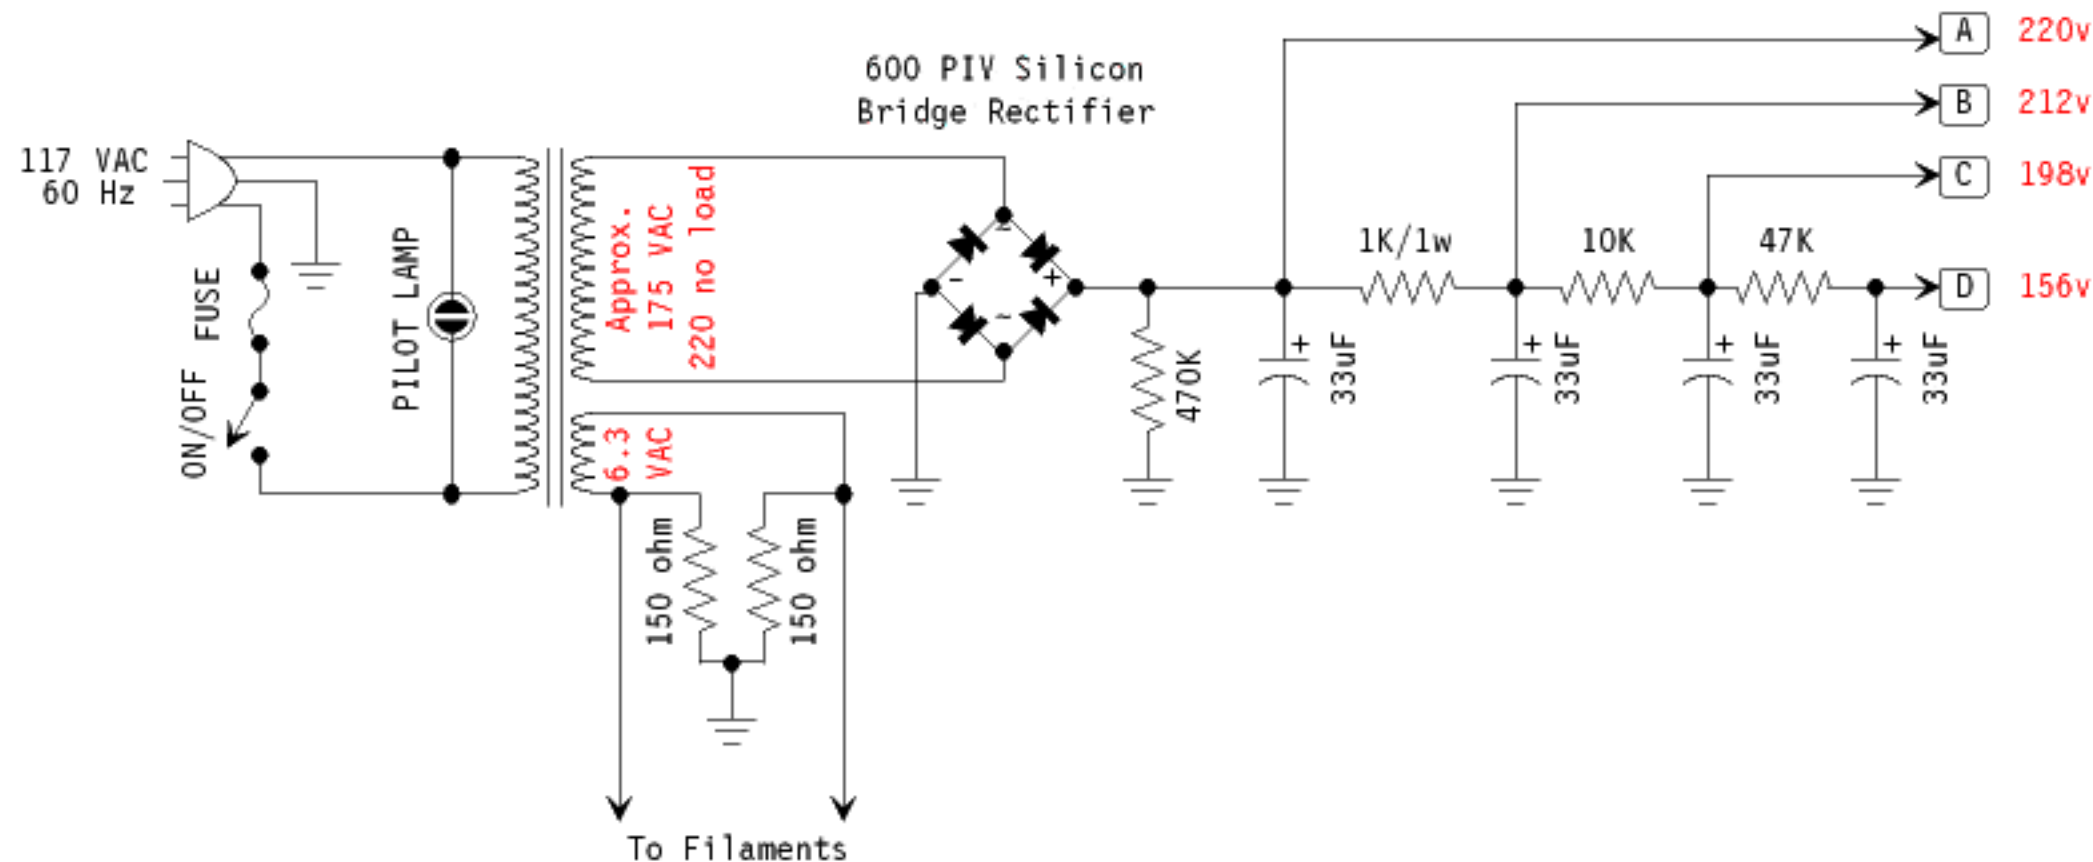 117 VAC
60 Hz
FUSE
ON/OFF
PILOT LAMP
Approx.
175 VAC
220 no load
6.3
VAC
600 PIV Silicon
Bridge Rectifier
~
-
+
~
150 ohm
150 ohm
To Filaments
470K
1K/1w
10K
47K
+
33uF
+
33uF
+
33uF
+
33uF
A 220v
B 212v
C 198v
D 156v